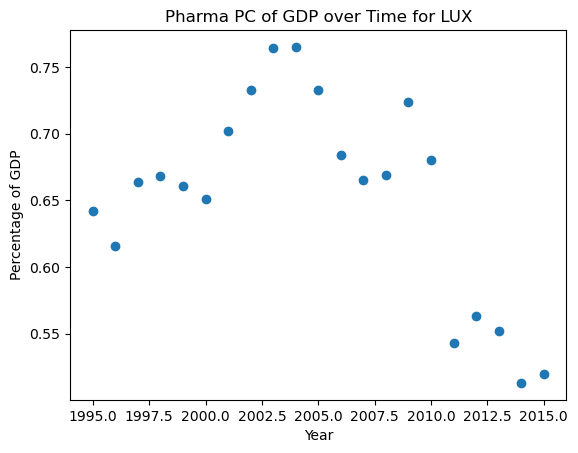 Pharma PC of GDP over Time for LUX
Percentage of GDP
0.75
0.70
0.65
0.60
0.55
1995.0 1997.5 2000.0 2002.5 2005.0 2007.5 2010.0 2012.5 2015.0
Year